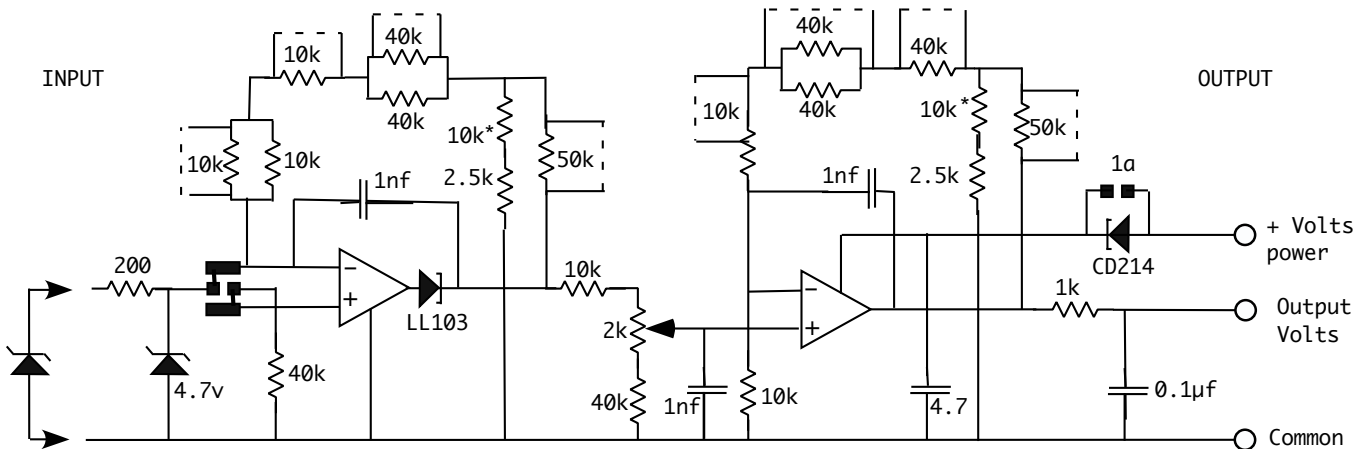 INPUT
10k
40k
40k
10k
10k
10k*
2.5k
50k
1nf
200
4.7v
40k
LL103
10k
2k
40k
1nf
40k
40k
40k
10k
10k*
2.5k
50k
1nf
10k
4.7
OUTPUT
1a
CD214
+ Volts
power
1k
Output
Volts
0.1µf
Common